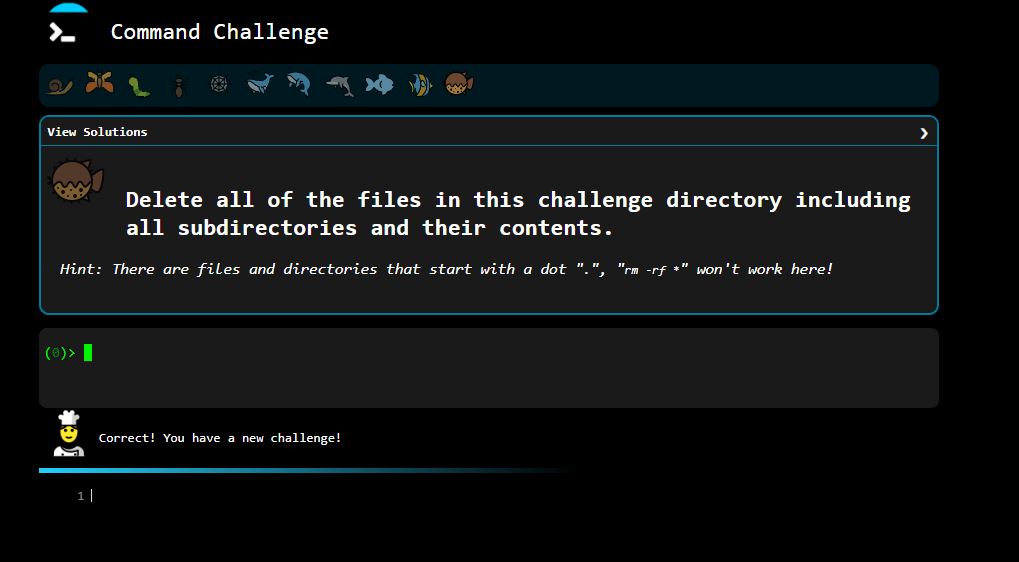 Command Challenge
View Solutions
Delete all of the files in this challenge directory including
all subdirectories and their contents.
Hint: There are files and directories that start with a dot ".", "rm -rf *" won't work here!
(0)>
Correct! You have a new challenge!
1